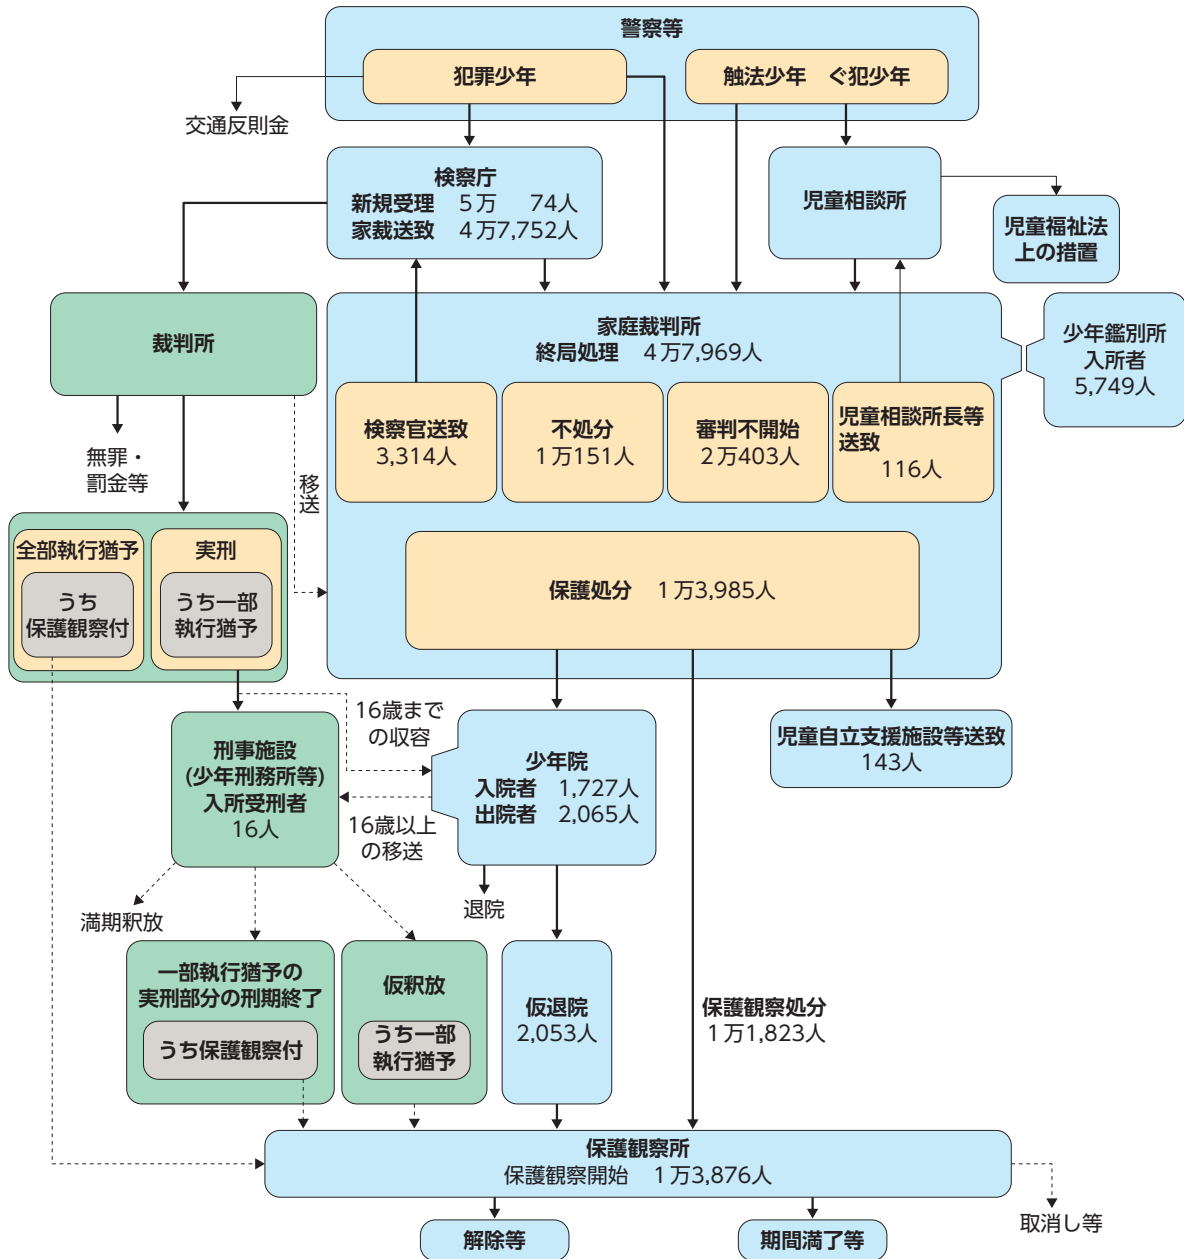 警察等
犯罪少年
触法少年　ぐ犯少年
交通反則金
検察庁
新規受理　5万　　74人
家裁送致　4万7,752人
児童相談所
児童福祉法
上の措置
裁判所
家庭裁判所
終局処理　4万7,969人
少年鑑別所
入所者
5,749人
検察官送致
3,314人
不処分
1万151人
審判不開始
2万403人
児童相談所長等
送致
116人
無罪・
罰金等
移送
全部執行猶予
うち
保護観察付
実刑
うち一部
執行猶予
保護処分　1万3,985人
16歳まで
の収容
刑事施設
(少年刑務所等)
入所受刑者
16人
少年院
入院者　1,727人
出院者　2,065人
児童自立支援施設等送致
143人
16歳以上
の移送
満期釈放
退院
一部執行猶予の
実刑部分の刑期終了
うち保護観察付
仮釈放
うち一部
執行猶予
仮退院
2,053人
保護観察処分
1万1,823人
保護観察所
保護観察開始　1万3,876人
取消し等
解除等
期間満了等